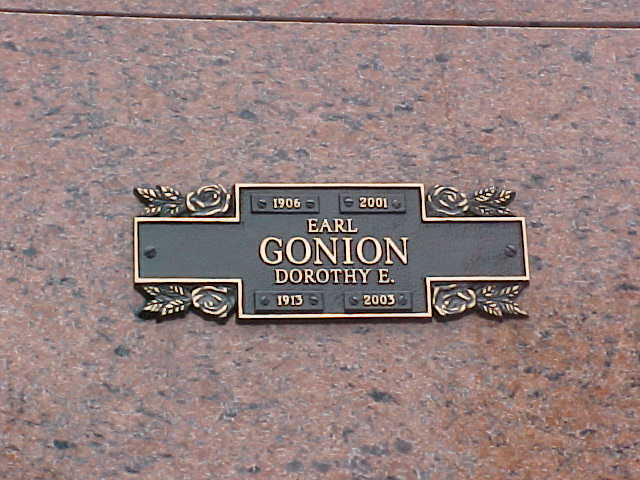 1906 2001
EARL
GONION
DOROTHY E.
1913 2003